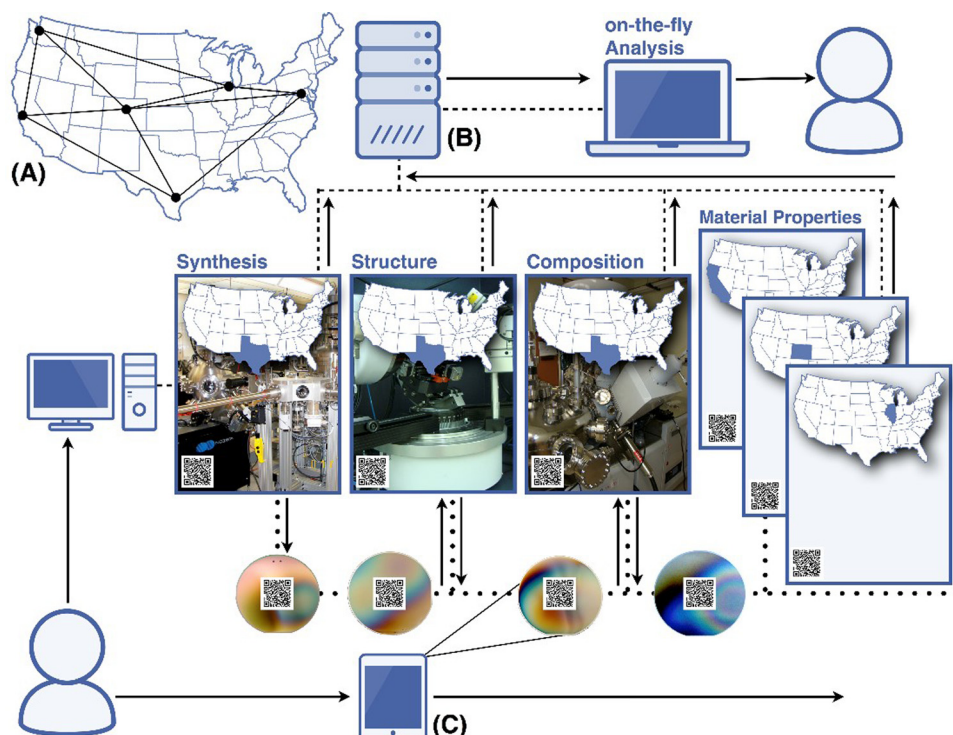 on-the-fly
Analysis
(A)
(B)
Material Properties
Synthesis
Structure
Composition
(C)